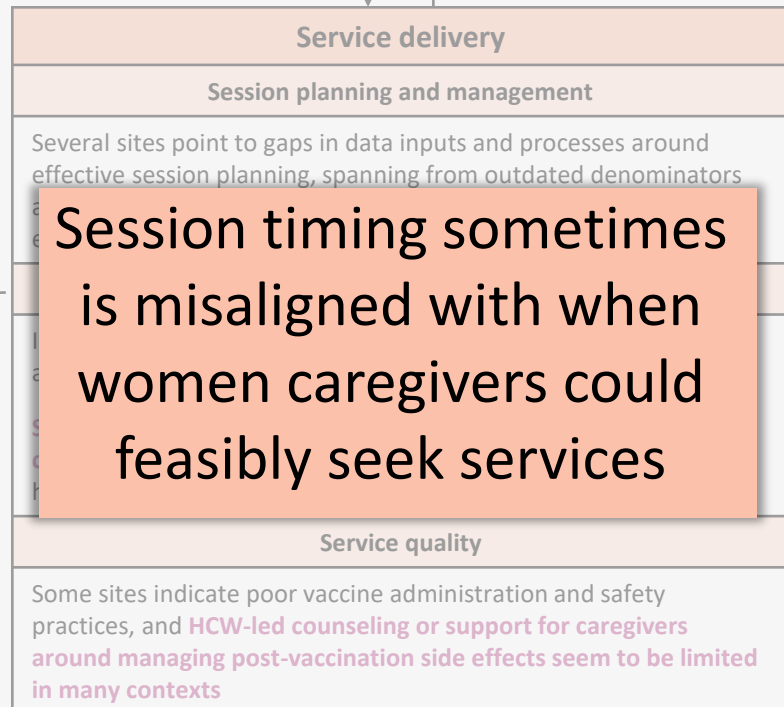 Service delivery
Session planning and management
Several sites point to gaps in data inputs and processes around
effective session planning, spanning from outdated denominators
Session timing sometimes
is misaligned with when
women caregivers could
feasibly seek services
Service quality
Some sites indicate poor vaccine administration and safety
practices, and HCW-led counseling or support for caregivers
around managing post-vaccination side effects seem to be limited
in many contexts